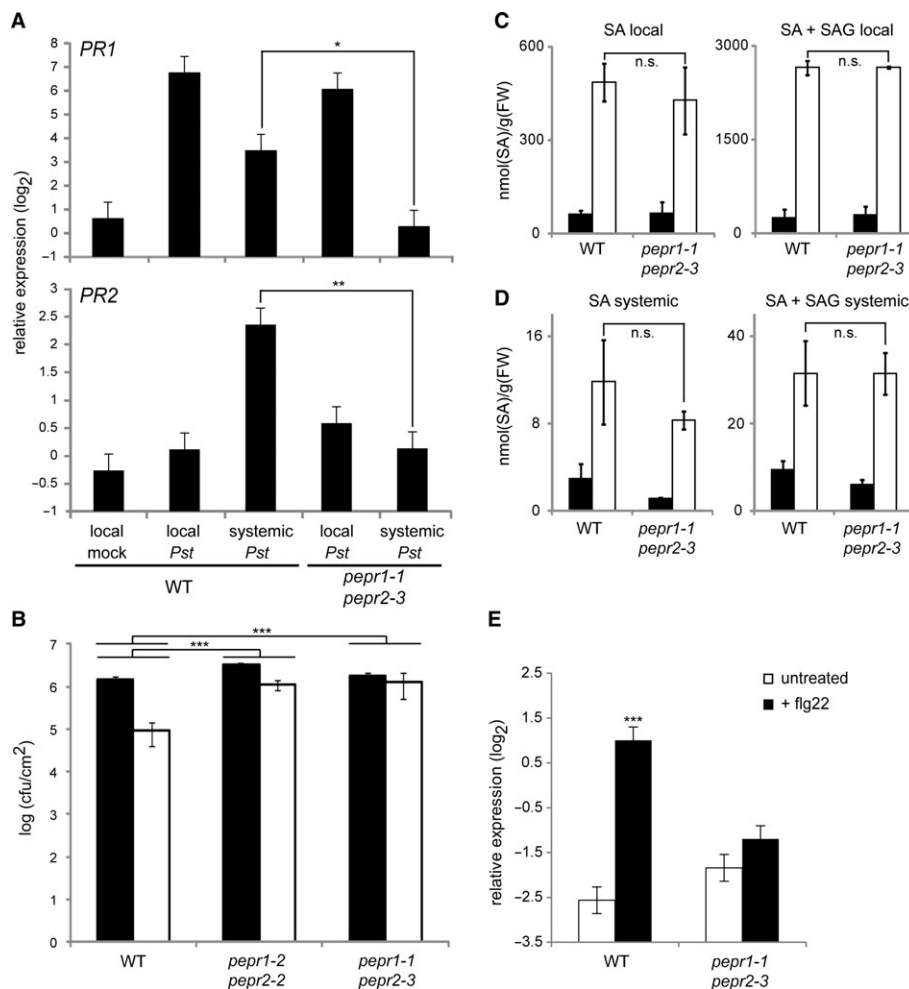 A
PR1
7
6
5
4
3
2
1
0
–1
*
relative expression (log2)
PR2
3
2.5
2
1.5
0.5
0
–0.5
–1
**
local mock
local Pst
systemic Pst
local Pst
systemic Pst
WT
pepr1-1 pepr2-3
B
7
6
5
4
3
2
1
0
log (cfu/cm2)
***
***
WT
pepr1-2 pepr2-2
pepr1-1 pepr2-3
C
SA local
600
300
0
nmol(SA)/g(FW)
n.s.
WT
pepr1-1 pepr2-3
SA + SAG local
3000
1500
0
n.s.
WT
pepr1-1 pepr2-3
D
SA systemic
16
8
0
nmol(SA)/g(FW)
n.s.
WT
pepr1-1 pepr2-3
SA + SAG systemic
40
20
0
n.s.
WT
pepr1-1 pepr2-3
E
2.5
1.5
0.5
–0.5
–1.5
–2.5
–3.5
relative expression (log2)
***
untreated
+ flg22
WT
pepr1-1 pepr2-3